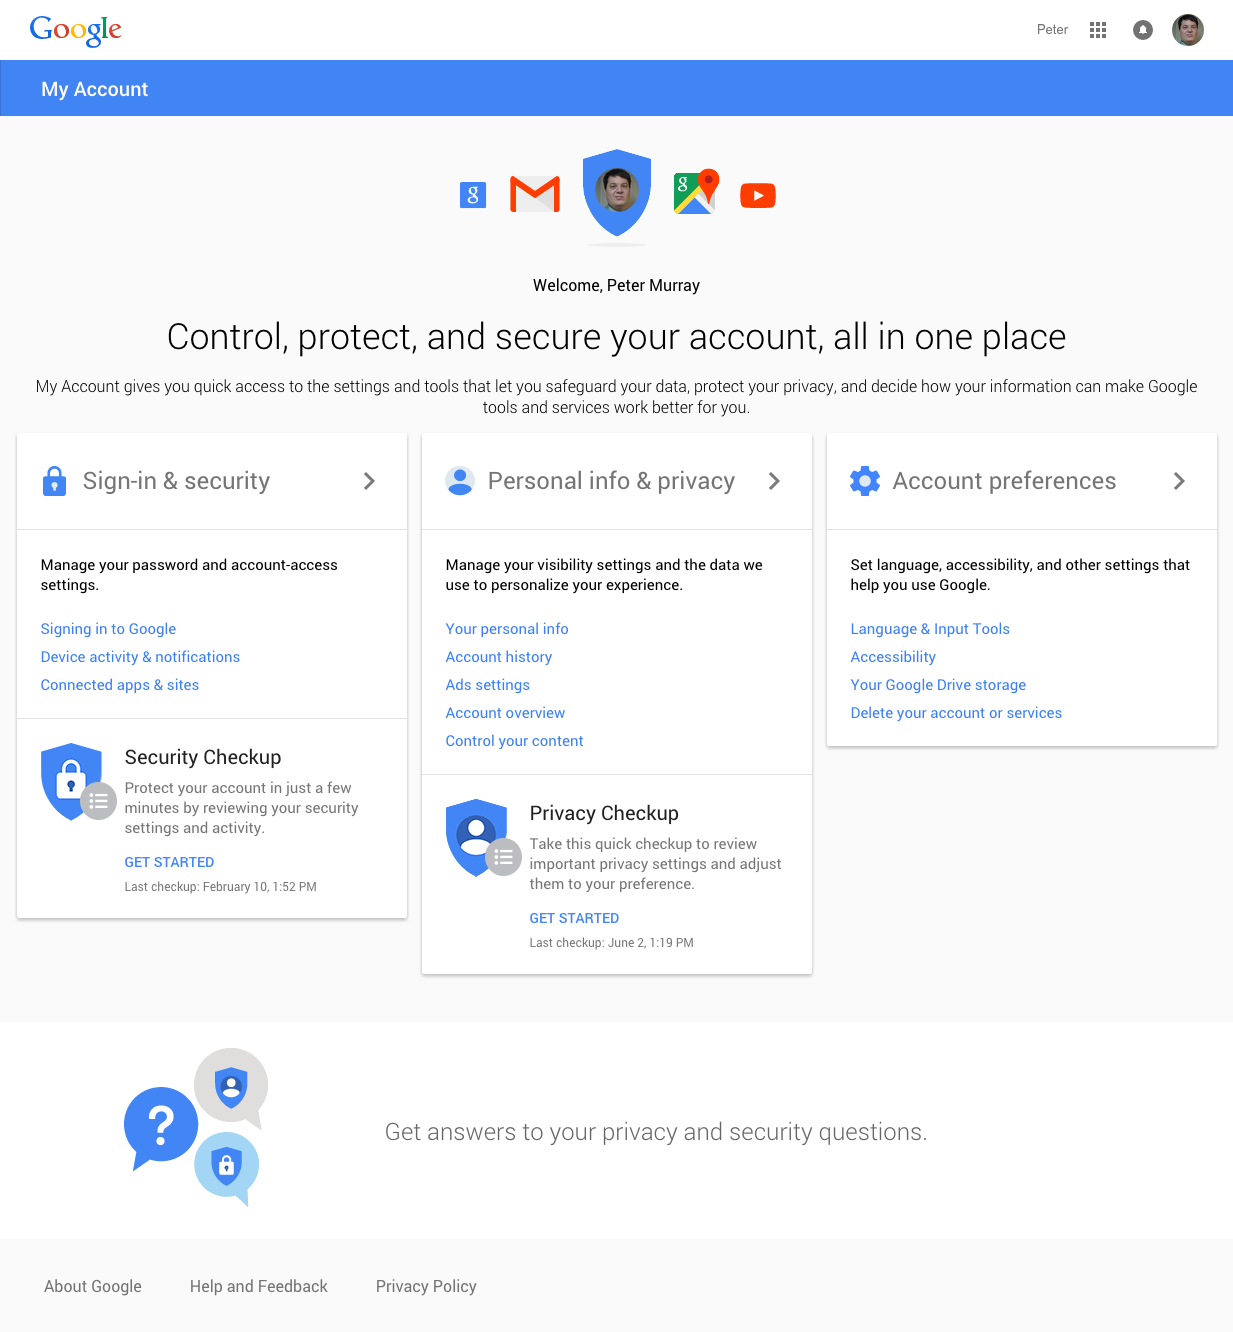 Google
Peter
My Account
g
g
Welcome, Peter Murray
Control, protect, and secure your account, all in one place
My Account gives you quick access to the settings and tools that let you safeguard your data, protect your privacy, and decide how your information can make Google
tools and services work better for you.
Sign-in & security
Manage your password and account-access
settings.
Signing in to Google
Device activity & notifications
Connected apps & sites
Security Checkup
Protect your account in just a few
minutes by reviewing your security
settings and activity.
GET STARTED
Last checkup: February 10, 1:52 PM
Personal info & privacy
Manage your visibility settings and the data we
use to personalize your experience.
Your personal info
Account history
Ads settings
Account overview
Control your content
Privacy Checkup
Take this quick checkup to review
important privacy settings and adjust
them to your preference.
GET STARTED
Last checkup: June 2, 1:19 PM
Account preferences
Set language, accessibility, and other settings that
help you use Google.
Language & Input Tools
Accessibility
Your Google Drive storage
Delete your account or services
?
Get answers to your privacy and security questions.
About Google
Help and Feedback
Privacy Policy